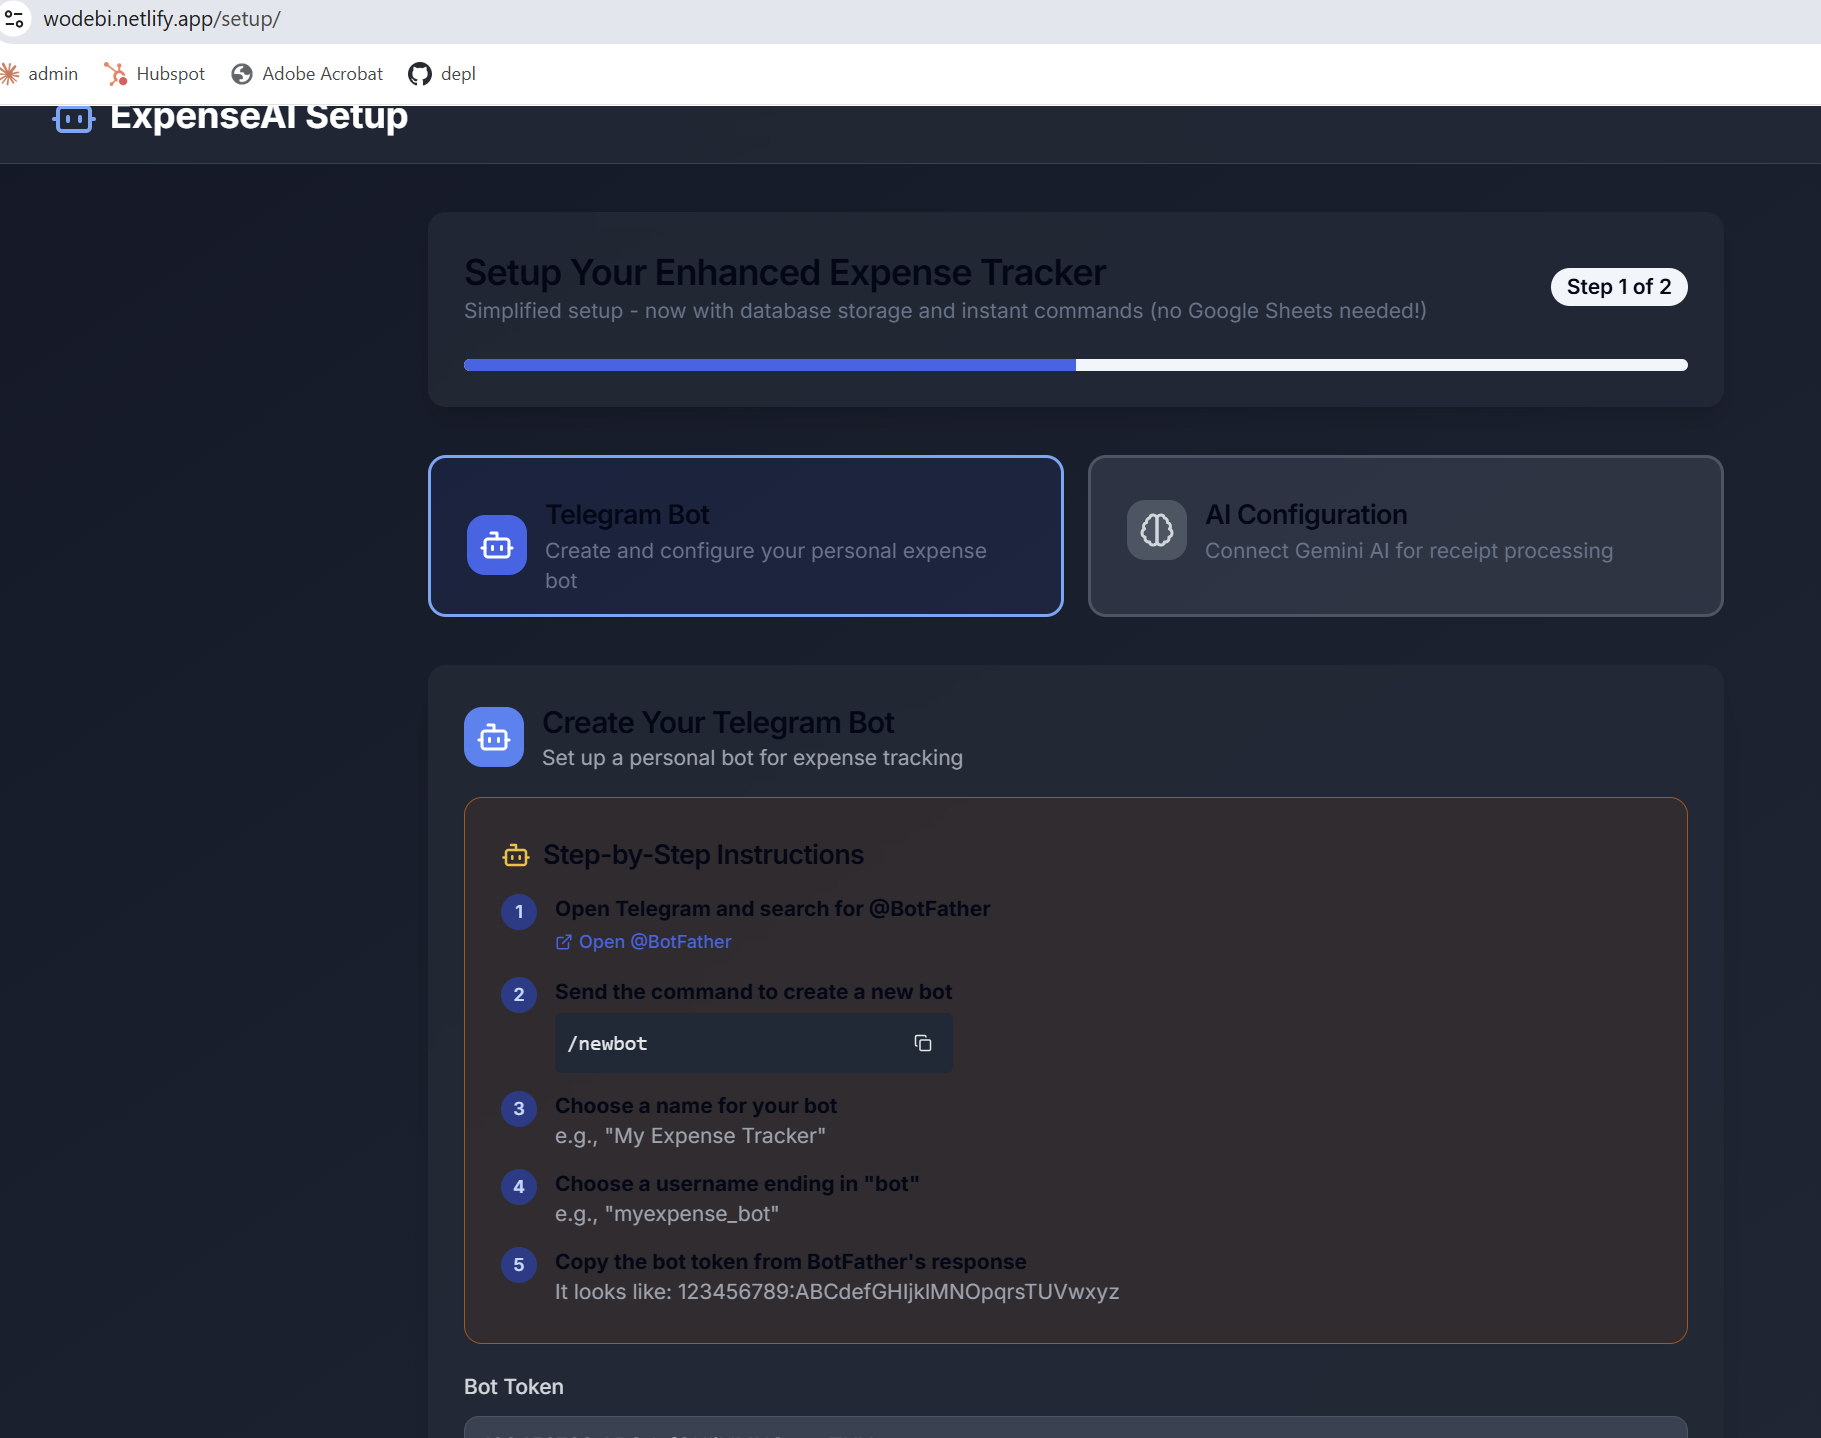 wodebi.netlify.app/setup/
admin
Hubspot
Adobe Acrobat
depl
ExpenseAI Setup
Setup Your Enhanced Expense Tracker
Simplified setup - now with database storage and instant commands (no Google Sheets needed!)
Step 1 of 2
Telegram Bot
Create and configure your personal expense
bot
AI Configuration
Connect Gemini AI for receipt processing
Create Your Telegram Bot
Set up a personal bot for expense tracking
Step-by-Step Instructions
1
Open Telegram and search for @BotFather
Open @BotFather
2
Send the command to create a new bot
/newbot
3
Choose a name for your bot
e.g., "My Expense Tracker"
4
Choose a username ending in "bot"
e.g., "myexpense_bot"
5
Copy the bot token from BotFather's response
It looks like: 123456789:ABCdefGHIjklMNOpqrsTUVwxyz
Bot Token